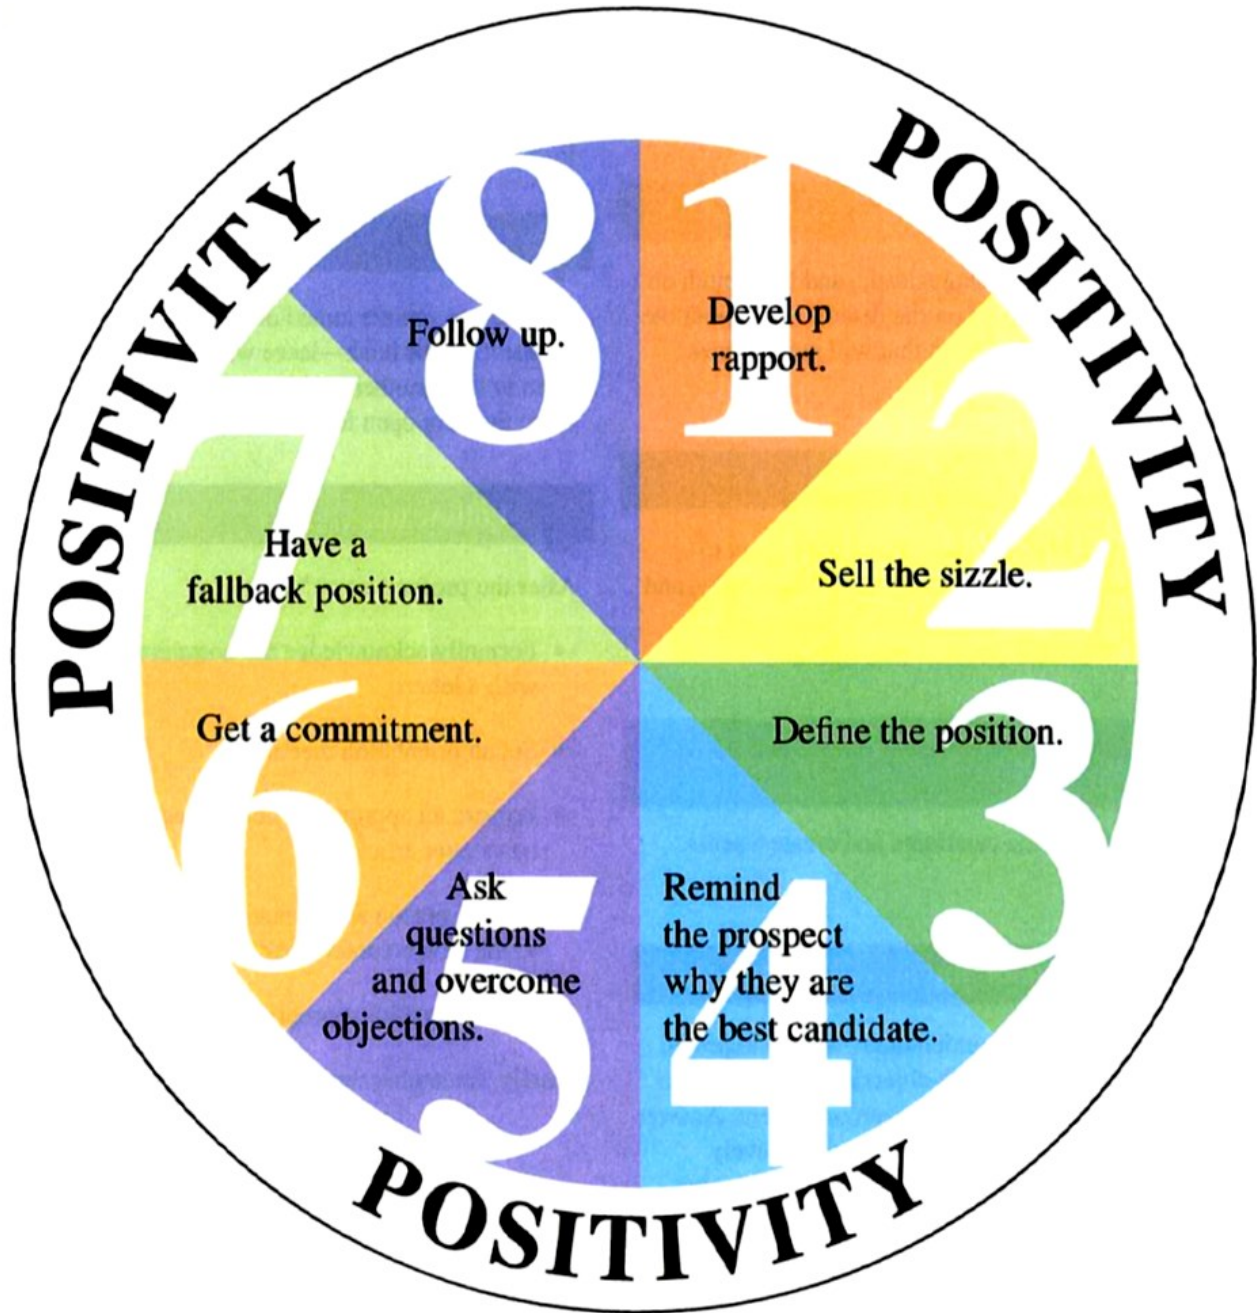 POSITIVITY
POSITIVITY
POSITIVITY
1
Develop
rapport.
2
Sell the sizzle.
3
Define the position.
4
Remind
the prospect
why they are
the best candidate.
5
Ask
questions
and overcome
objections.
6
Get a commitment.
7
Have a
fallback position.
8
Follow up.